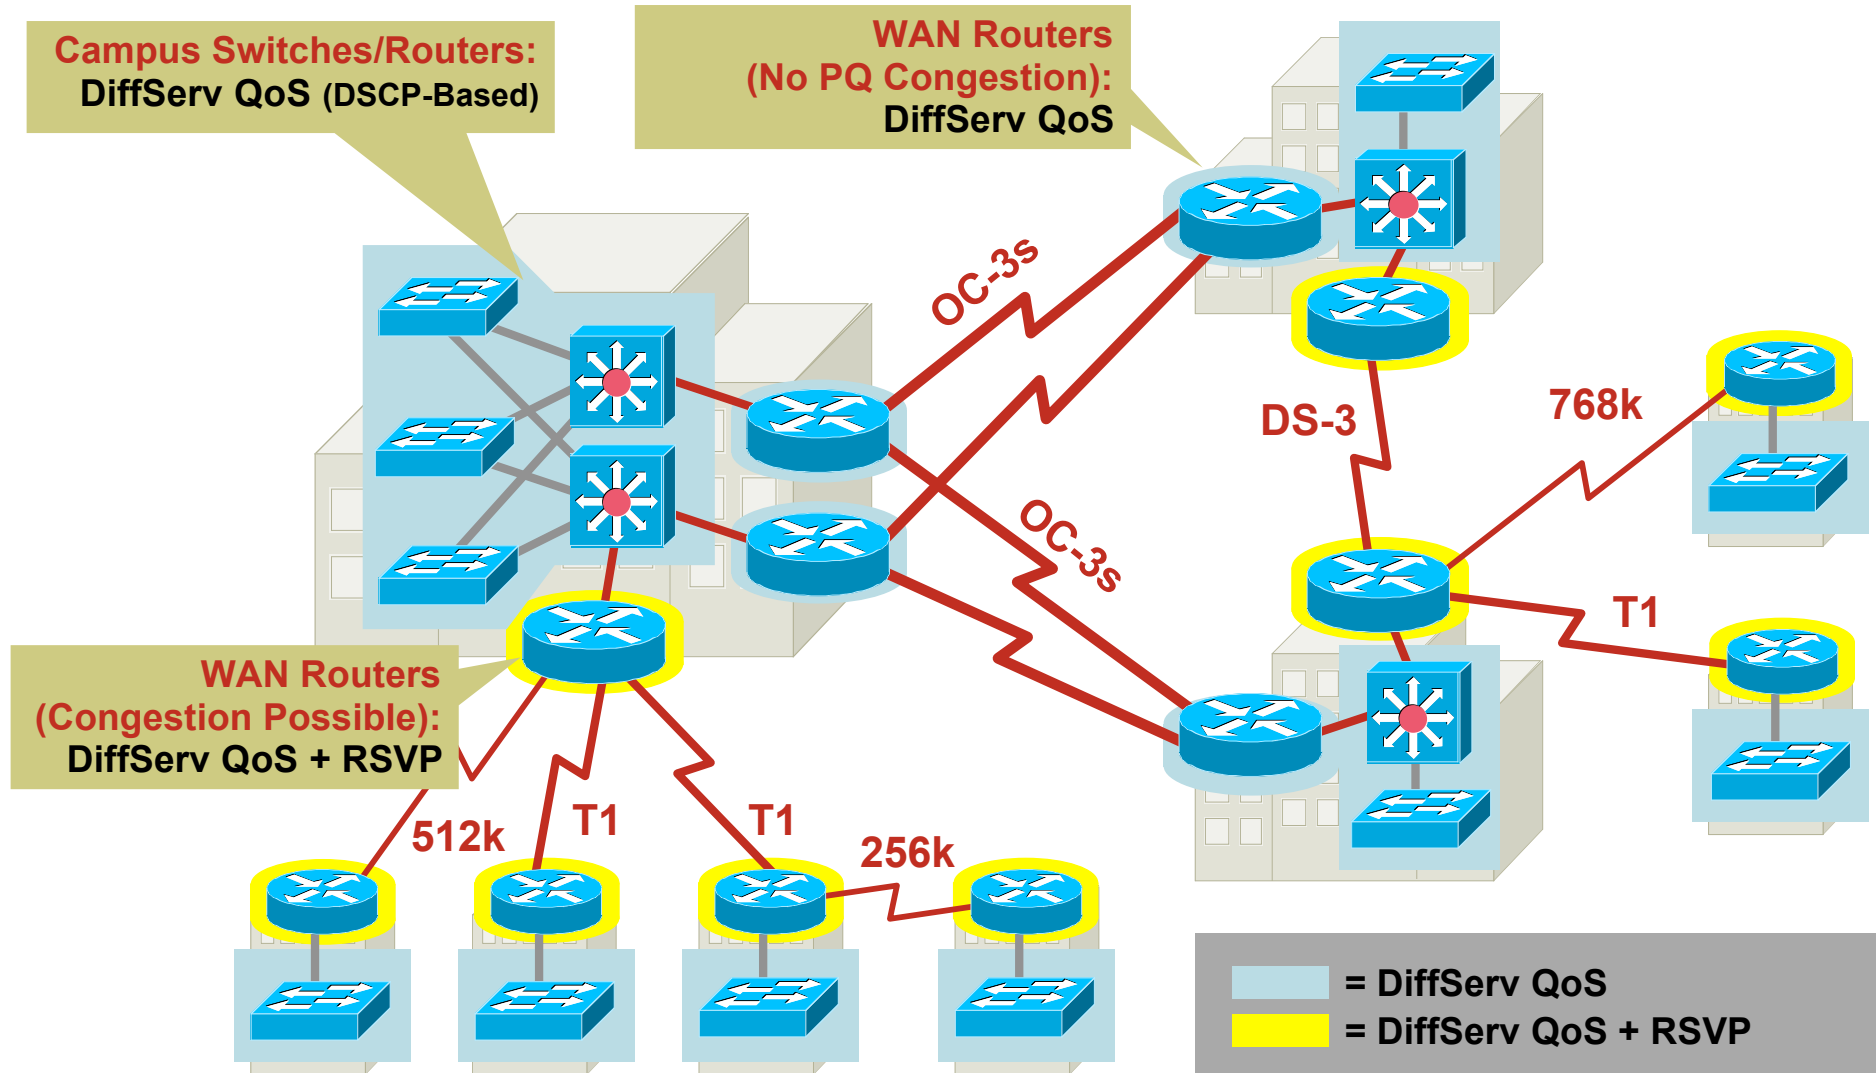 Campus Switches/Routers:
DiffServ QoS (DSCP-Based)
WAN Routers
(No PQ Congestion):
DiffServ QoS
OC-3s
OC-3s
DS-3
768k
T1
WAN Routers
(Congestion Possible):
DiffServ QoS + RSVP
512k
T1
T1
256k
= DiffServ QoS
= DiffServ QoS + RSVP